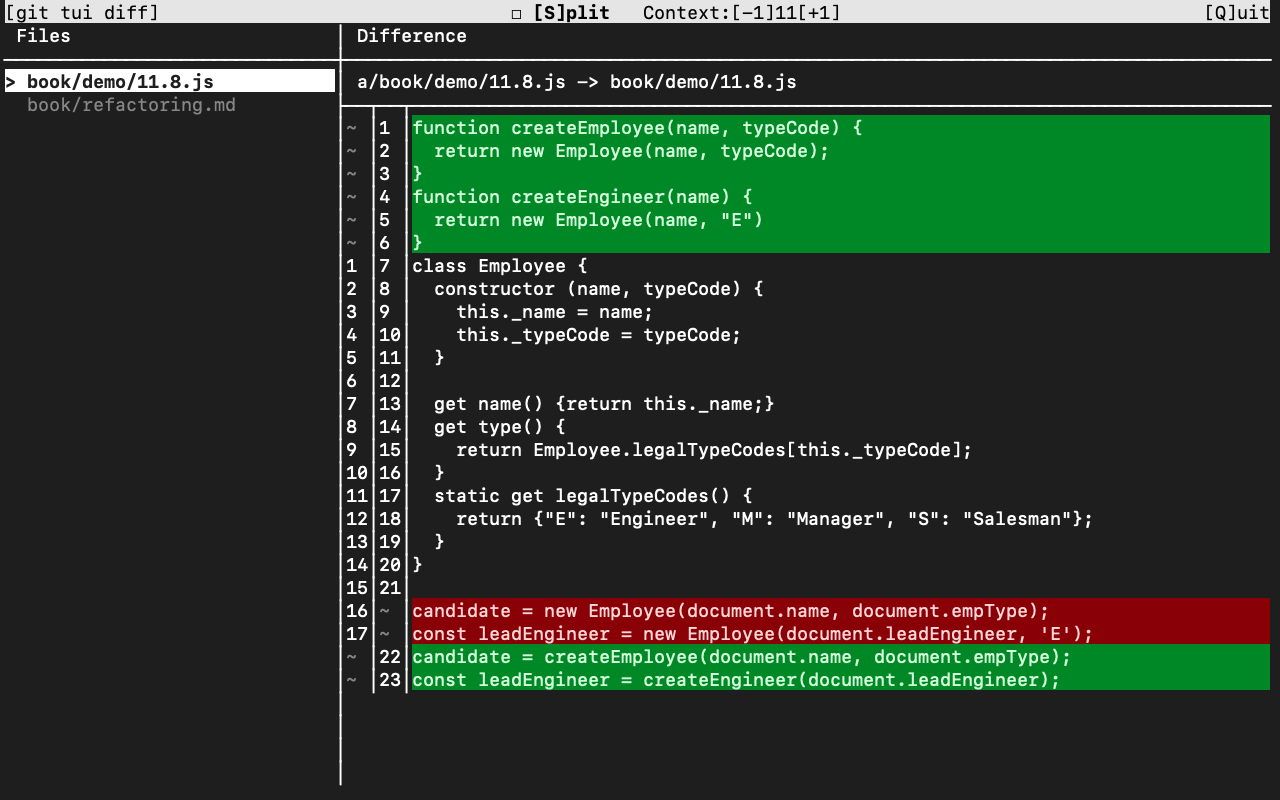 [git tui diff] □ [S]plit Context:[−1]11[+1] [Q]uit
Files
> book/demo/11.8.js
book/refactoring.md
Difference
a/book/demo/11.8.js −> book/demo/11.8.js
~ 1 function createEmployee(name, typeCode) {
~ 2   return new Employee(name, typeCode);
~ 3 }
~ 4 function createEngineer(name) {
~ 5   return new Employee(name, "E")
~ 6 }
1 7 class Employee {
2 8   constructor (name, typeCode) {
3 9     this._name = name;
4 10     this._typeCode = typeCode;
5 11   }
6 12
7 13   get name() {return this._name;}
8 14   get type() {
9 15     return Employee.legalTypeCodes[this._typeCode];
10 16   }
11 17   static get legalTypeCodes() {
12 18     return {"E": "Engineer", "M": "Manager", "S": "Salesman"};
13 19   }
14 20 }
15 21
16 ~ candidate = new Employee(document.name, document.empType);
17 ~ const leadEngineer = new Employee(document.leadEngineer, 'E');
~ 22 candidate = createEmployee(document.name, document.empType);
~ 23 const leadEngineer = createEngineer(document.leadEngineer);